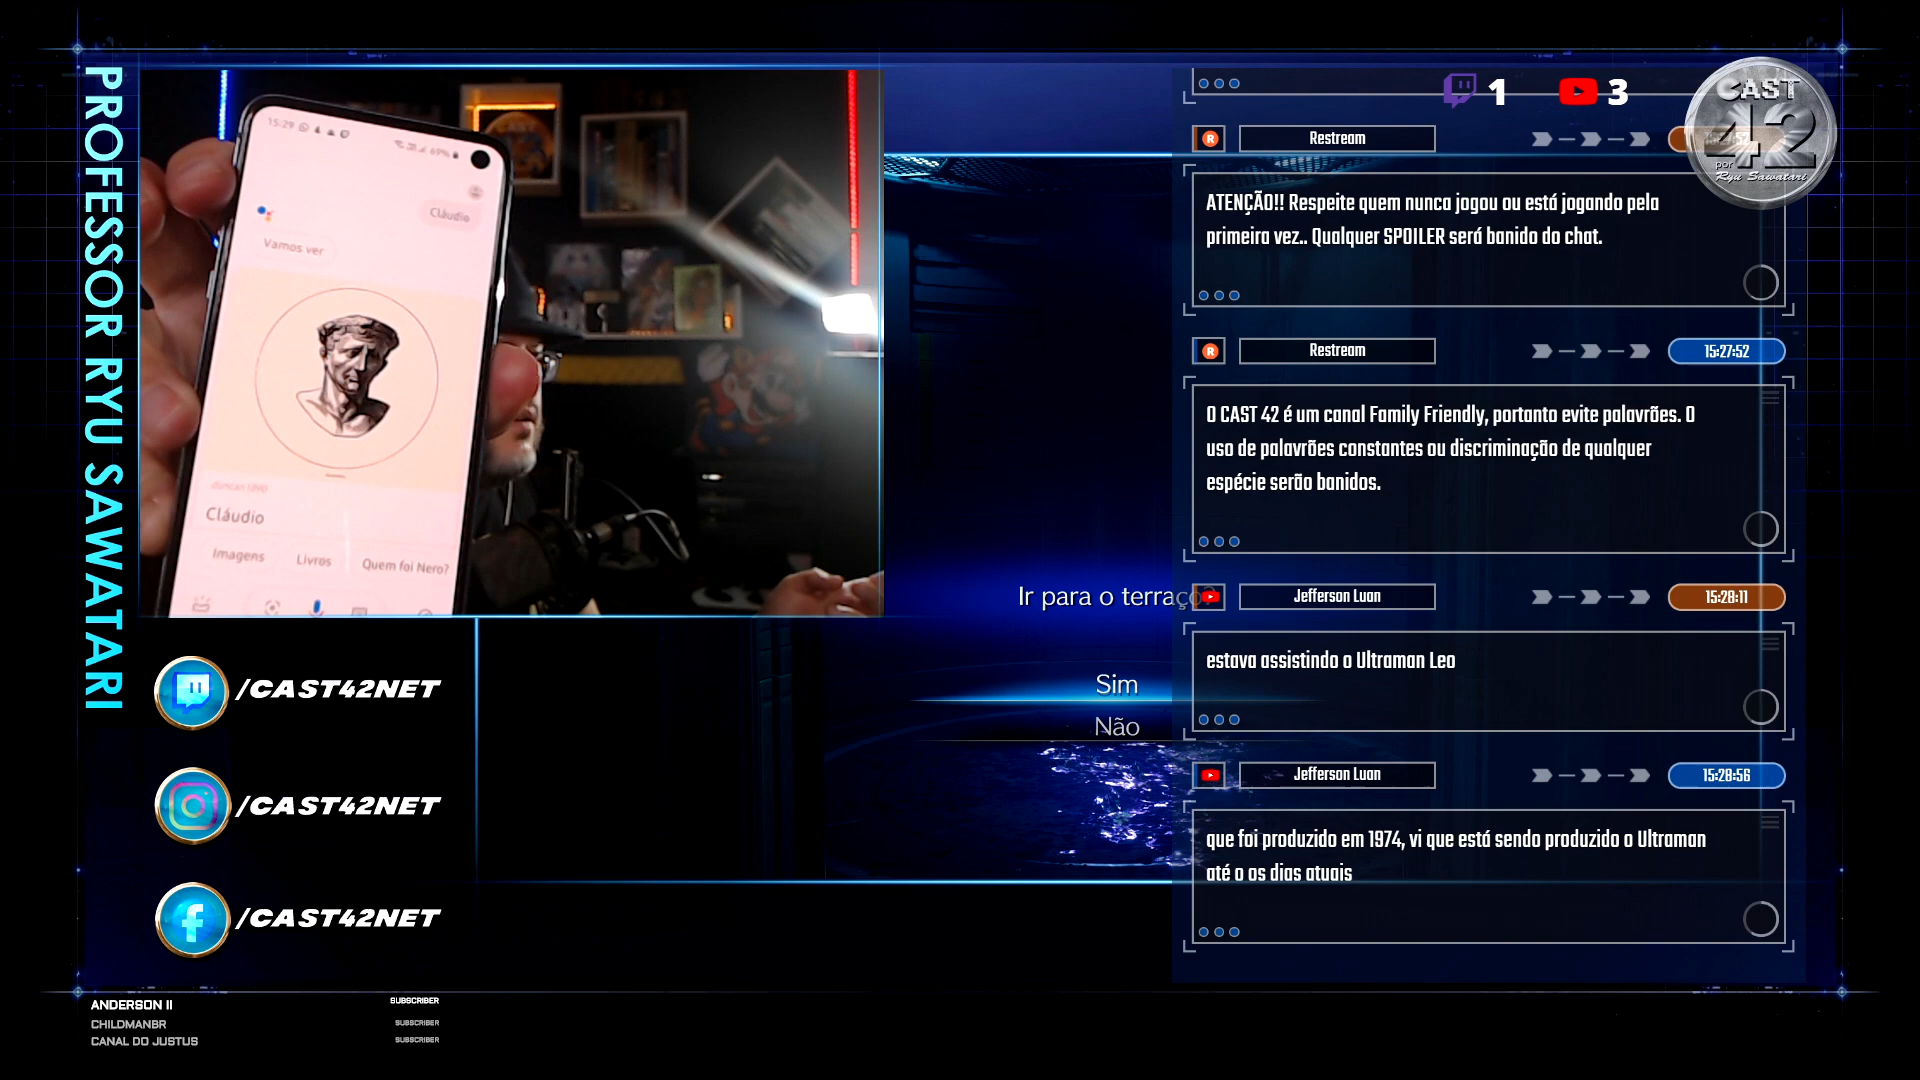 PROFESSOR RYU SAWATARI
15:29
69%
Cláudio
Vamos ver
duncan1890
Cláudio
Imagens
Livros
Quem foi Nero?
/CAST42NET
/CAST42NET
/CAST42NET
ANDERSON II SUBSCRIBER
CHILDMANBR SUBSCRIBER
CANAL DO JUSTUS SUBSCRIBER
Ir para o terraço
Sim
Não
1
3
CAST
42
por
Ryu Sawatari
Restream
ATENÇÃO!! Respeite quem nunca jogou ou está jogando pela
primeira vez.. Qualquer SPOILER será banido do chat.
Restream 15:27:52
O CAST 42 é um canal Family Friendly, portanto evite palavrões. O
uso de palavrões constantes ou discriminação de qualquer
espécie serão banidos.
Jefferson Luan 15:28:11
estava assistindo o Ultraman Leo
Jefferson Luan 15:28:56
que foi produzido em 1974, vi que está sendo produzido o Ultraman
até o os dias atuais